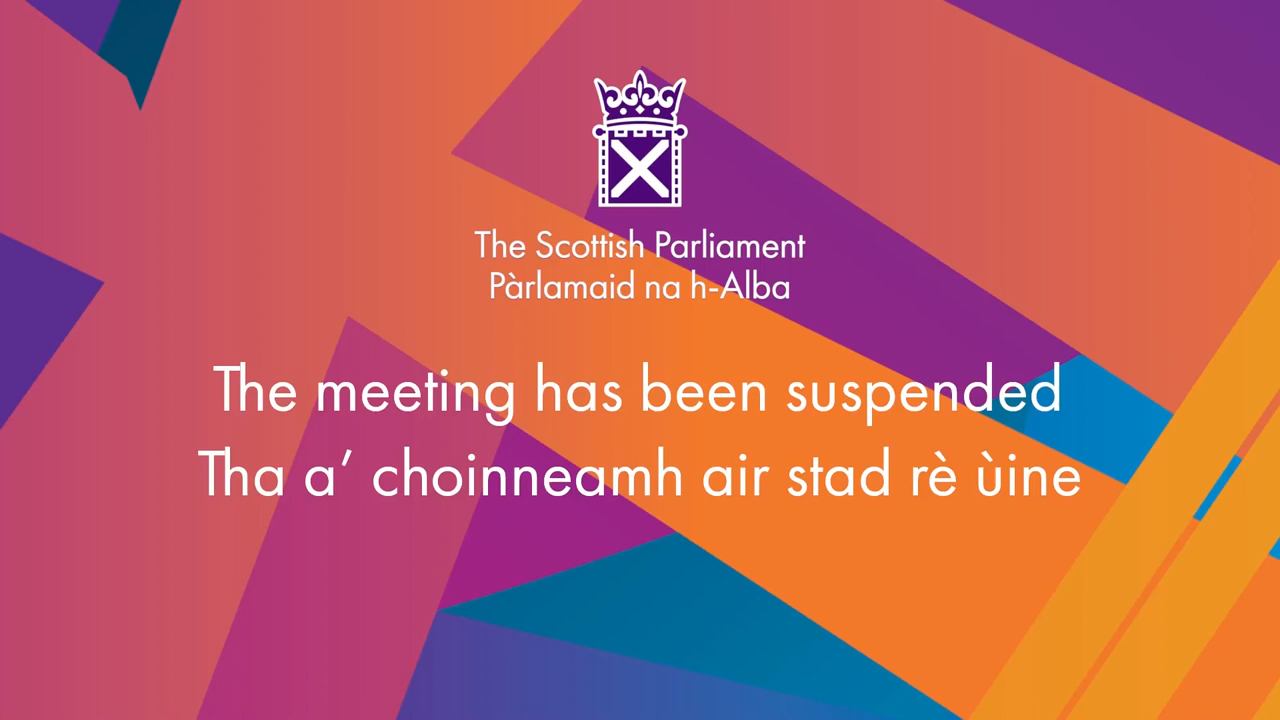 The Scottish Parliament
Pàrlamaid na h-Alba
The meeting has been suspended
Tha a’ choinneamh air stad rè ùine